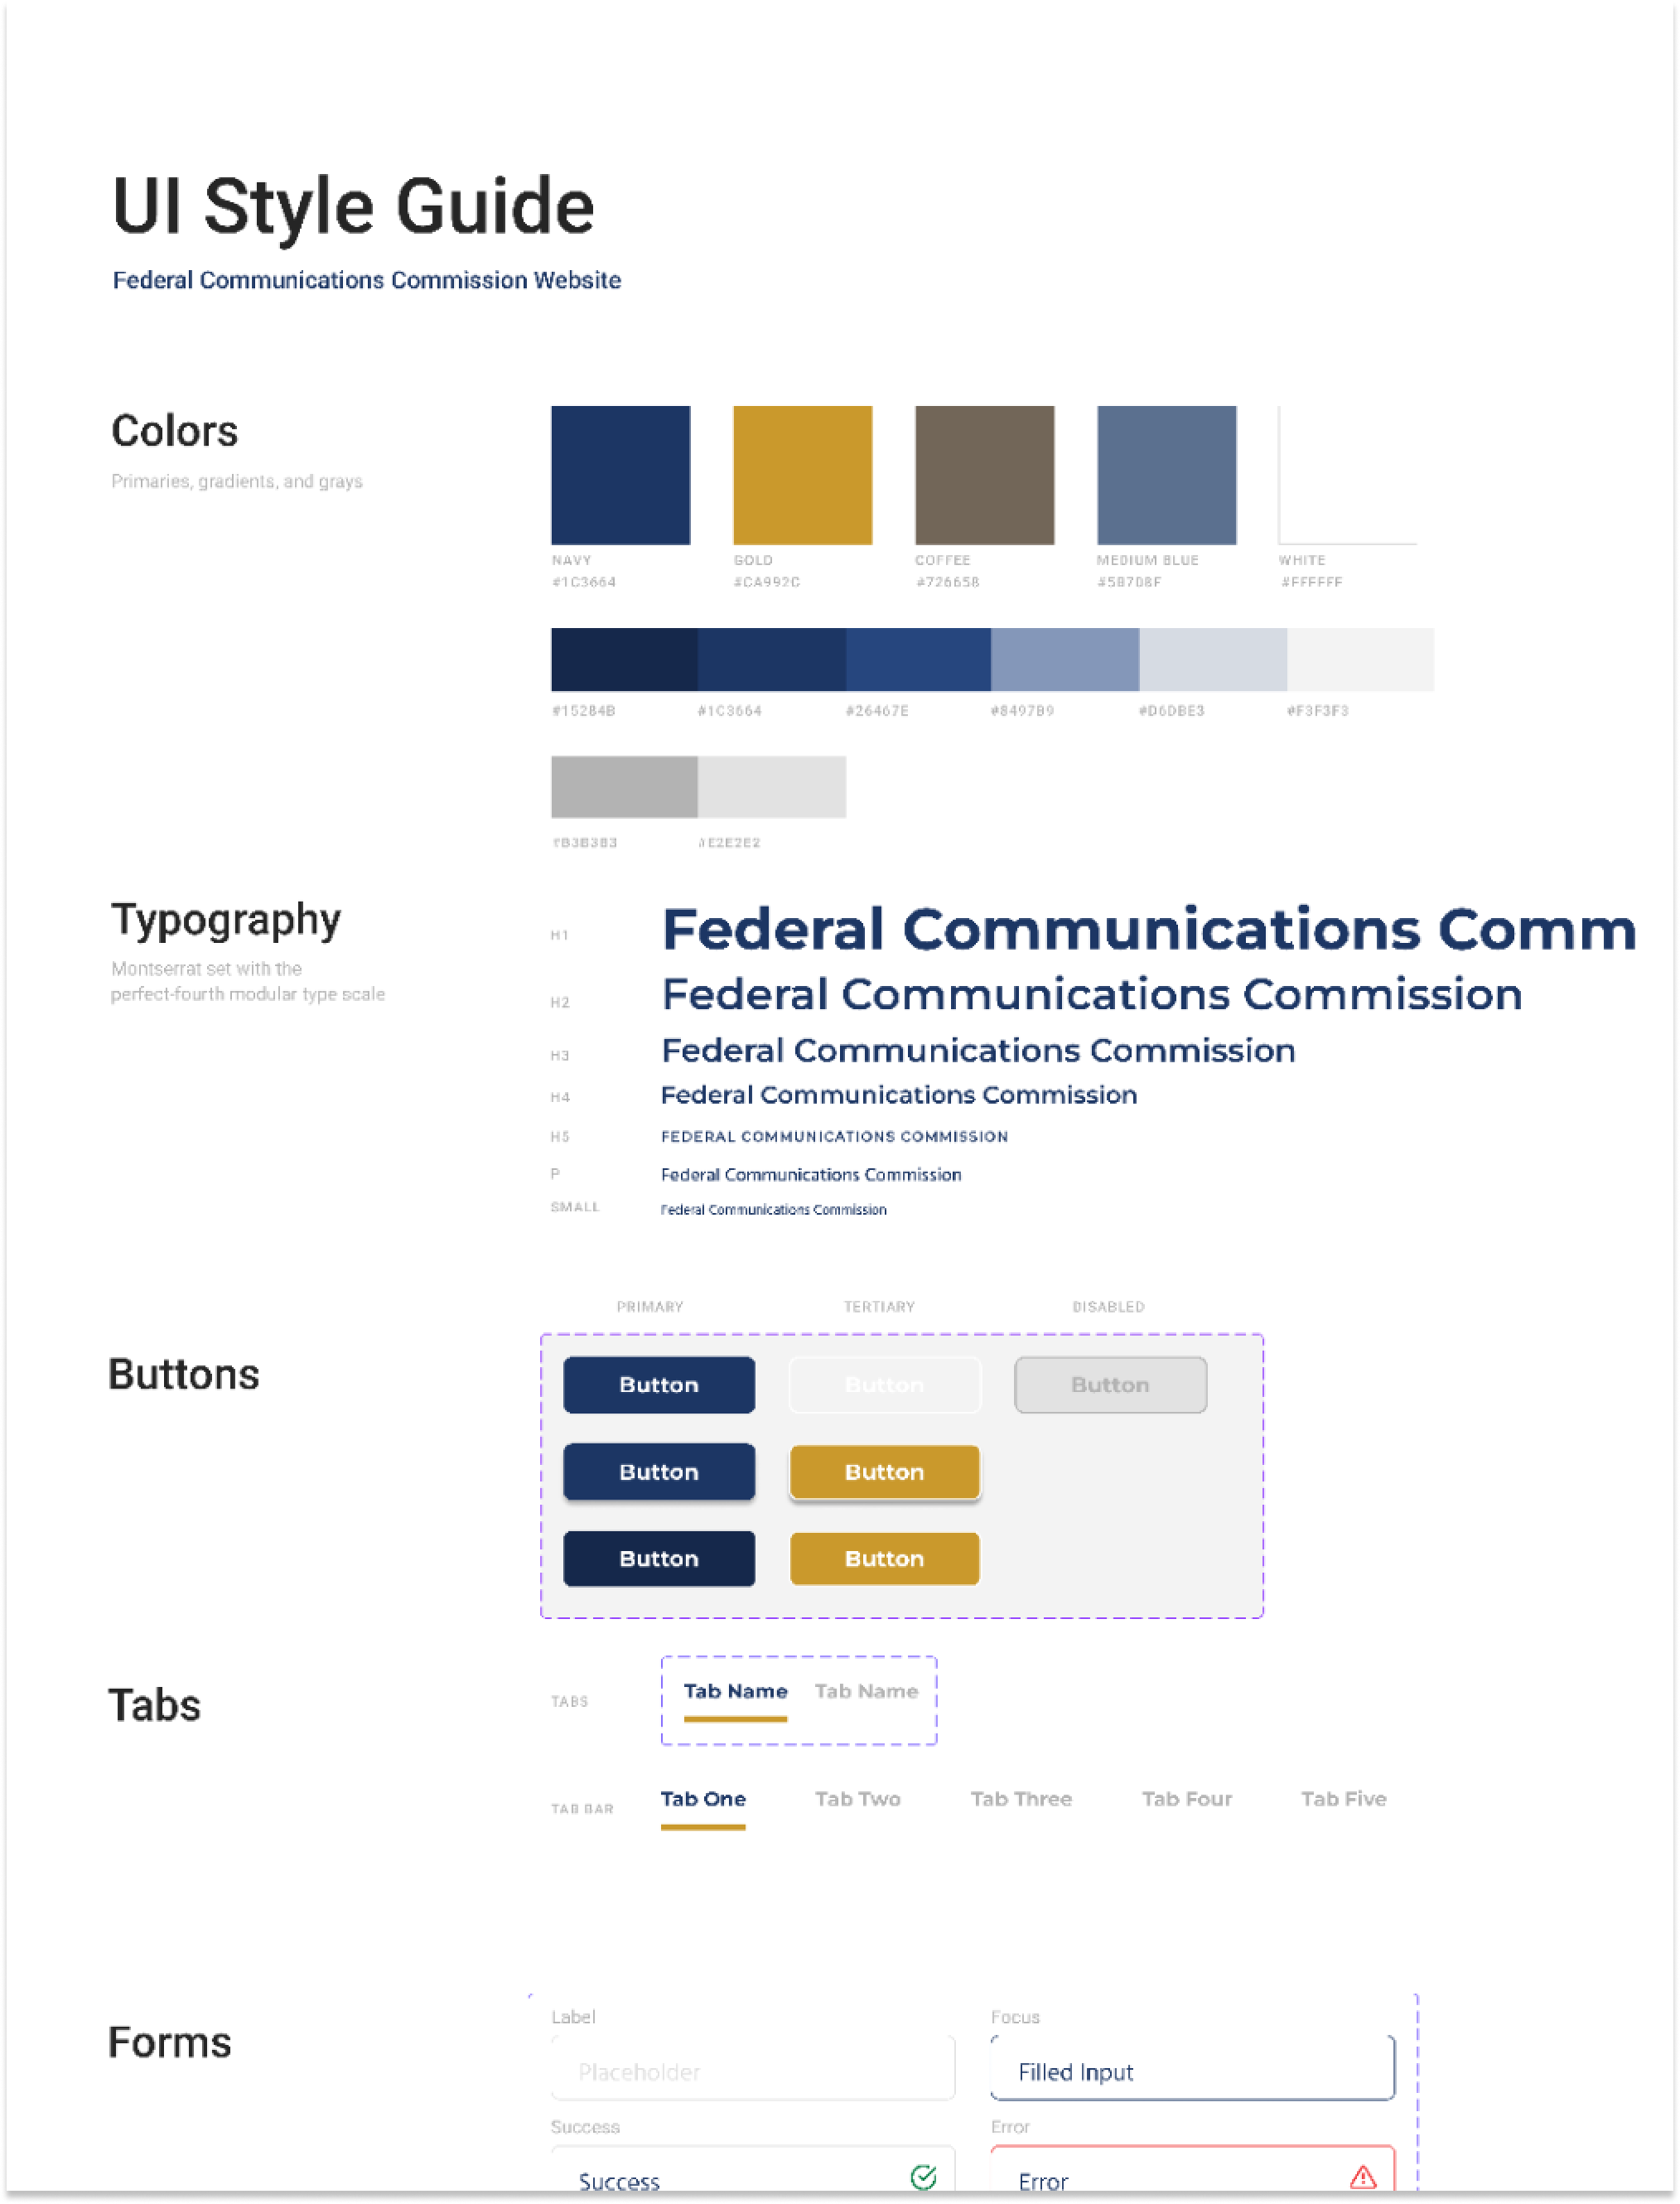 UI Style Guide
Federal Communications Commission Website
Colors
Primaries, gradients, and grays
NAVY
#1C3664
GOLD
#CA992C
COFFEE
#726658
MEDIUM BLUE
#5B708F
WHITE
#FFFFFF
#15284B
#1C3664
#26467E
#8497B9
#D6DBE3
#F3F3F3
#B3B3B3
#E2E2E2
Typography
Montserrat set with the
perfect-fourth modular type scale
H1
Federal Communications Comm
H2
Federal Communications Commission
H3
Federal Communications Commission
H4
Federal Communications Commission
H5
FEDERAL COMMUNICATIONS COMMISSION
P
Federal Communications Commission
SMALL
Federal Communications Commission
Buttons
PRIMARY
TERTIARY
DISABLED
Button
Button
Button
Button
Button
Button
Button
Tabs
TABS
Tab Name
Tab Name
TAB BAR
Tab One
Tab Two
Tab Three
Tab Four
Tab Five
Forms
Label
Placeholder
Focus
Filled Input
Success
Success
Error
Error